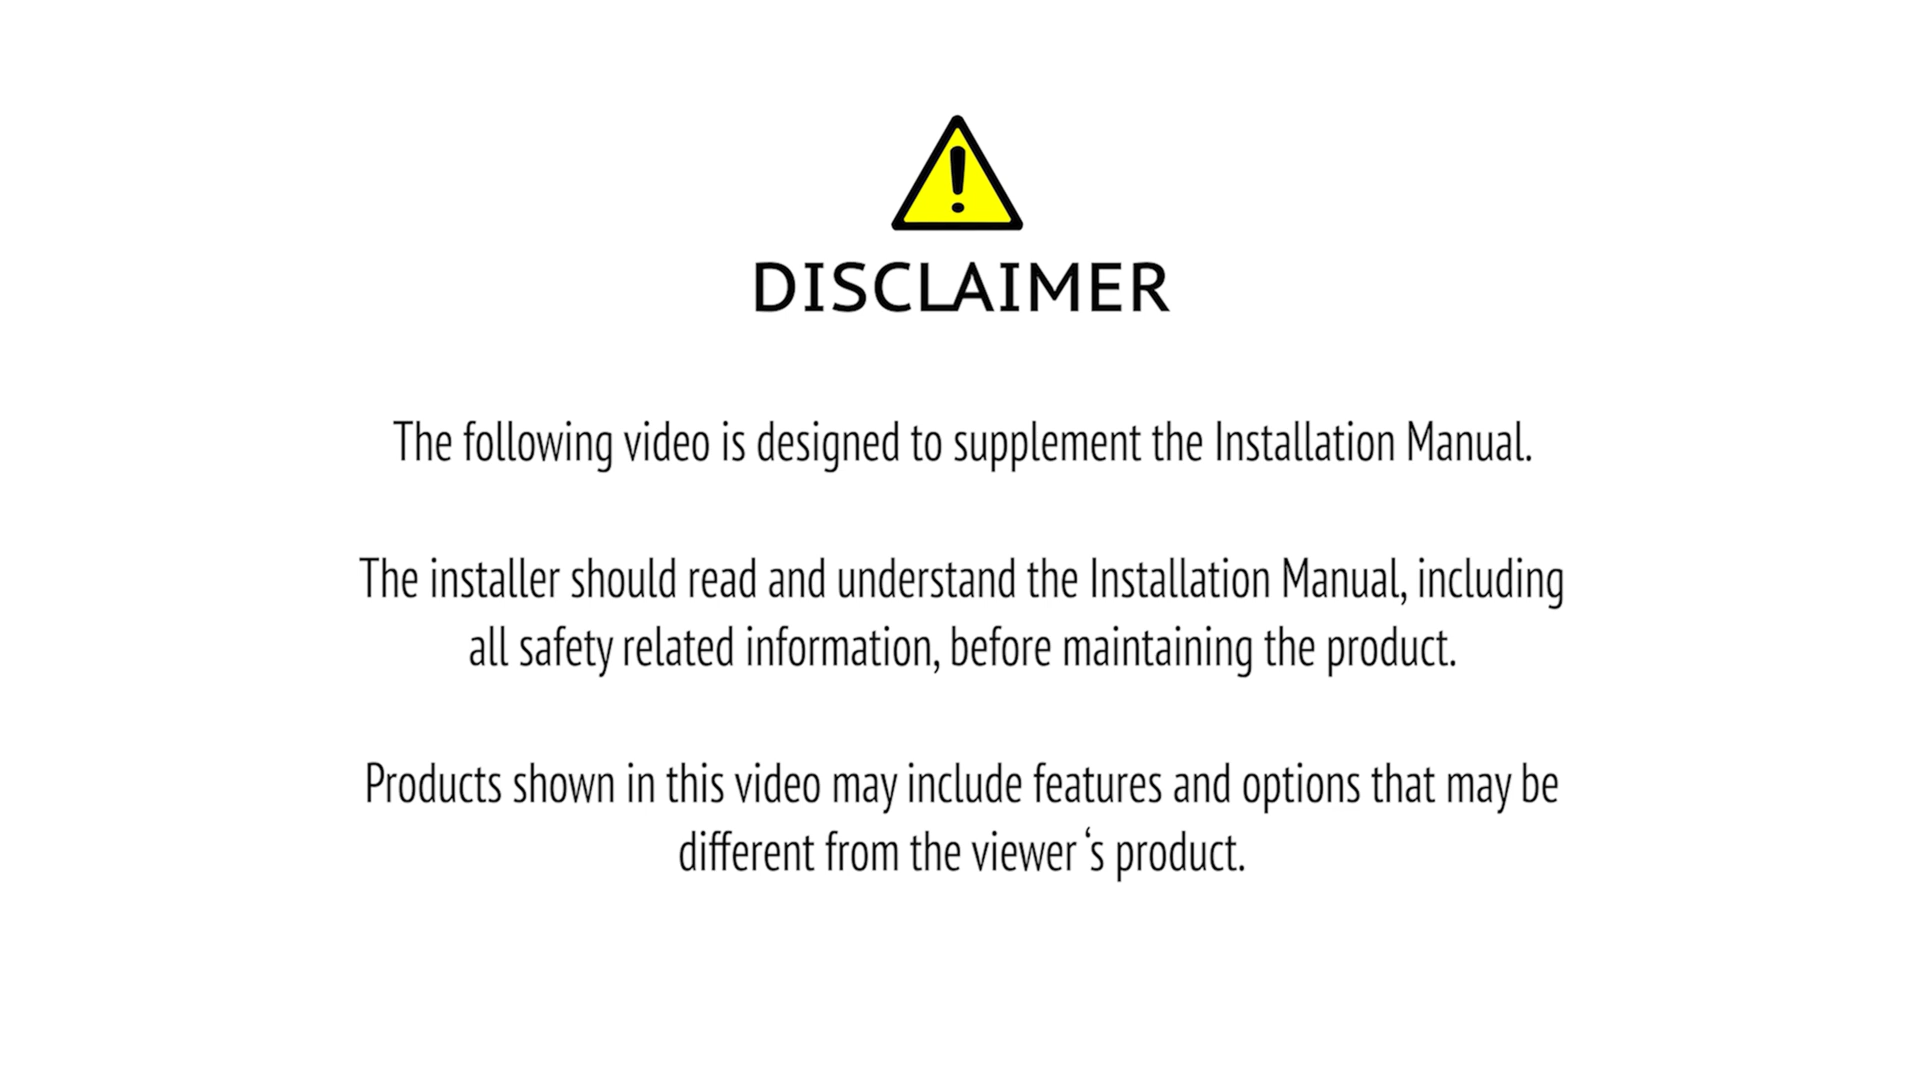 DISCLAIMER
The following video is designed to supplement the Installation Manual.
The installer should read and understand the Installation Manual, including
all safety related information, before maintaining the product.
Products shown in this video may include features and options that may be
different from the viewer ‘s product.